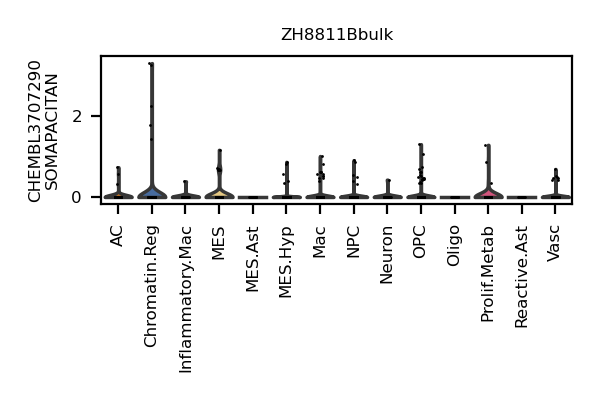 ZH8811Bbulk
CHEMBL3707290
SOMAPACITAN
2
0
AC
Chromatin.Reg
Inflammatory.Mac
MES
MES.Ast
MES.Hyp
Mac
NPC
Neuron
OPC
Oligo
Prolif.Metab
Reactive.Ast
Vasc